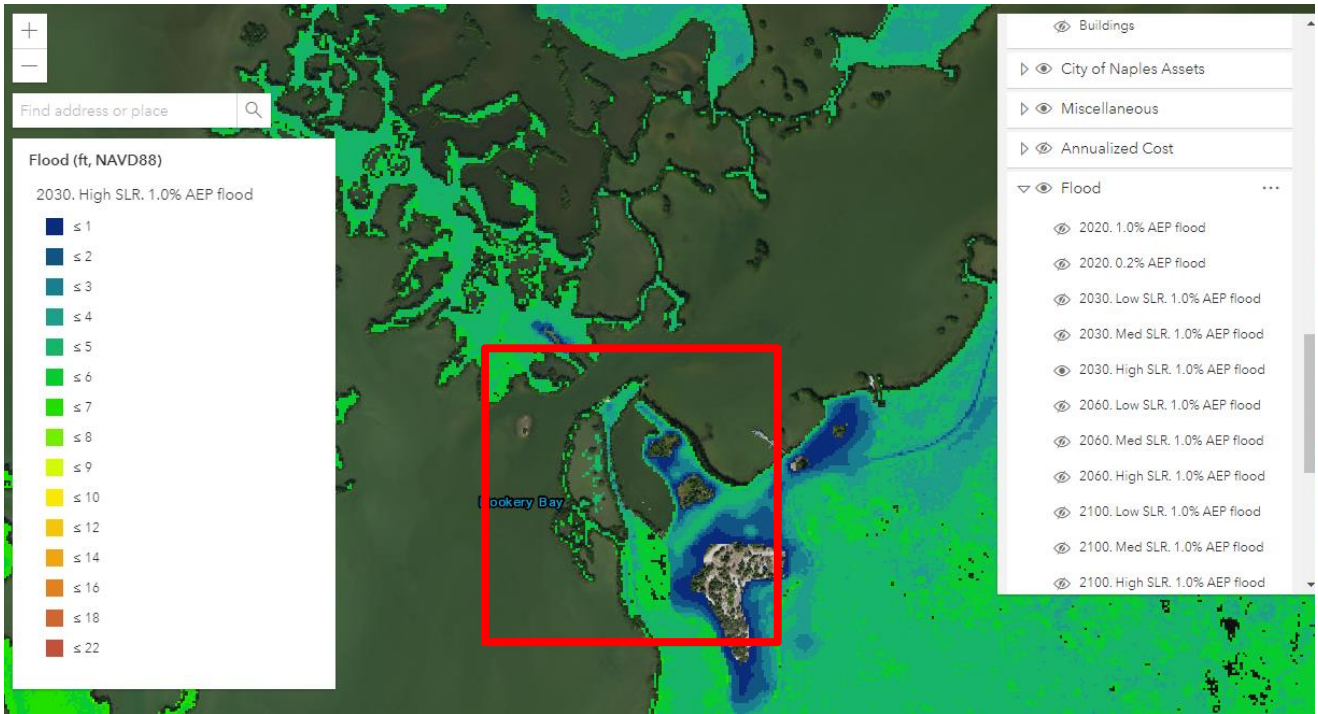 +
−
Find address or place
Flood (ft, NAVD88)
2030. High SLR. 1.0% AEP flood
≤ 1
≤ 2
≤ 3
≤ 4
≤ 5
≤ 6
≤ 7
≤ 8
≤ 9
≤ 10
≤ 12
≤ 14
≤ 16
≤ 18
≤ 22
ookery Bay
Buildings
City of Naples Assets
Miscellaneous
Annualized Cost
Flood
...
2020. 1.0% AEP flood
2020. 0.2% AEP flood
2030. Low SLR. 1.0% AEP flood
2030. Med SLR. 1.0% AEP flood
2030. High SLR. 1.0% AEP flood
2060. Low SLR. 1.0% AEP flood
2060. Med SLR. 1.0% AEP flood
2060. High SLR. 1.0% AEP flood
2100. Low SLR. 1.0% AEP flood
2100. Med SLR. 1.0% AEP flood
2100. High SLR. 1.0% AEP flood